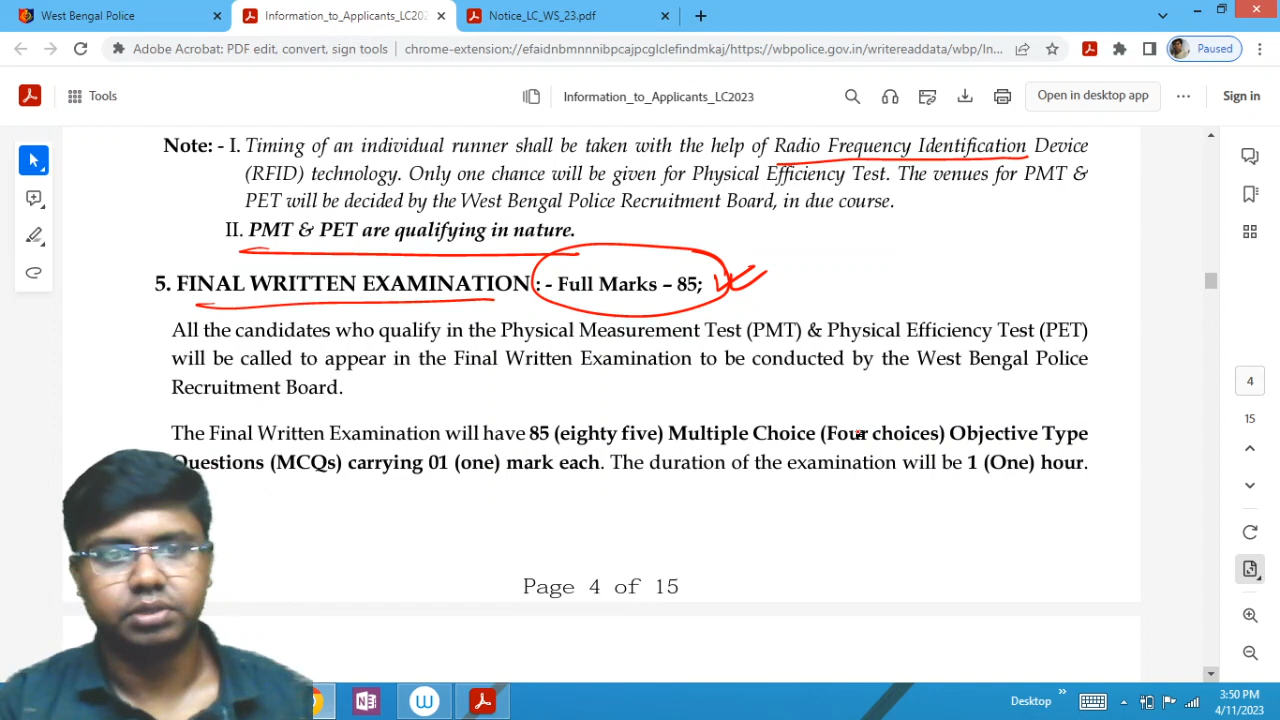 West Bengal Police
Information_to_Applicants_LC202
Notice_LC_WS_23.pdf
Adobe Acrobat: PDF edit, convert, sign tools
chrome-extension://efaidnbmnnnibpcajpcglclefindmkaj/https://wbpolice.gov.in/writereaddata/wbp/In...
Paused
Tools
Information_to_Applicants_LC2023
Open in desktop app
Sign in
Note: - I. Timing of an individual runner shall be taken with the help of Radio Frequency Identification Device
(RFID) technology. Only one chance will be given for Physical Efficiency Test. The venues for PMT &
PET will be decided by the West Bengal Police Recruitment Board, in due course.
II. PMT & PET are qualifying in nature.
5. FINAL WRITTEN EXAMINATION : - Full Marks – 85;
All the candidates who qualify in the Physical Measurement Test (PMT) & Physical Efficiency Test (PET)
will be called to appear in the Final Written Examination to be conducted by the West Bengal Police
Recruitment Board.
The Final Written Examination will have 85 (eighty five) Multiple Choice (Four choices) Objective Type
Questions (MCQs) carrying 01 (one) mark each. The duration of the examination will be 1 (One) hour.
Page 4 of 15
4
15
Desktop
3:50 PM
4/11/2023